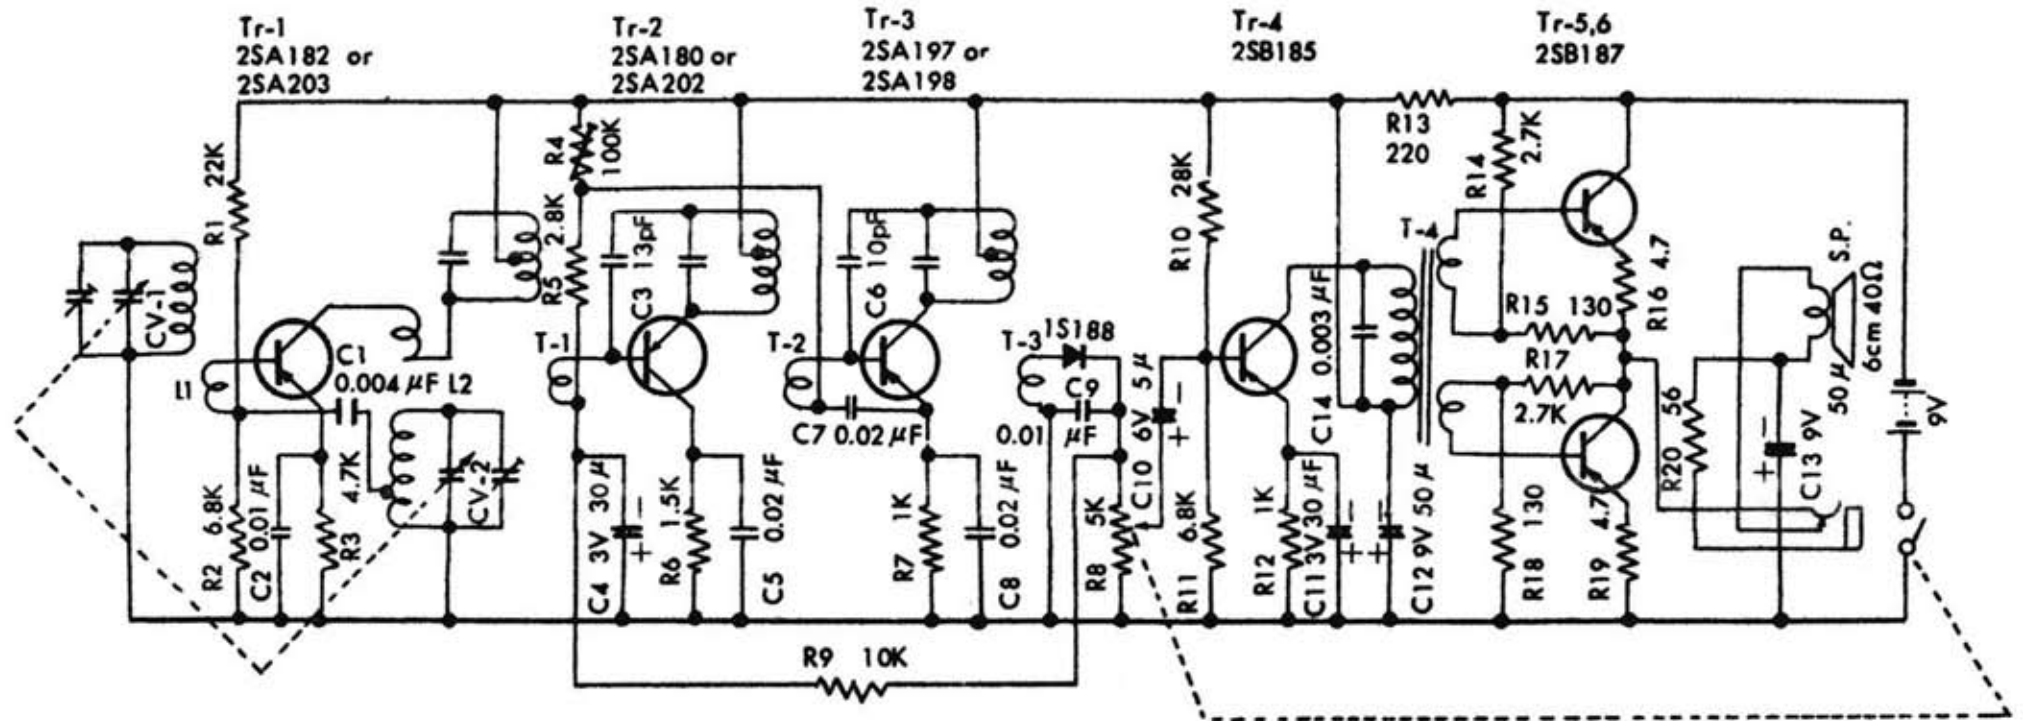 Tr-1
2SA182 or
2SA203
Tr-2
2SA180 or
2SA202
Tr-3
2SA197 or
2SA198
Tr-4
2SB185
Tr-5,6
2SB187
R1 22K
CV-1
L1
C1
0.004 μF L2
R2 6.8K
C2 0.01 μF
R3 4.7K
CV-2
R4 100K
R5 2.8K
C3 13pF
T-1
C4 3V 30μ
R6 1.5K
C5 0.02 μF
C6 10pF
T-2
C7 0.02 μF
R7 1K
C8 0.02 μF
T-3
1S188
C9
0.01 μF
R8 5K
R9 10K
C10 6V 5μ
R10 28K
R11 6.8K
R12 1K
C11 3V 30μF
C14 0.003 μF
C12 9V 50μ
T-4
R13
220
R14 2.7K
R15 130
R16 4.7
R17
2.7K
R18 130
R19 4.7
R20 56
C13 9V 50μ
S.P.
6cm 40Ω
9V